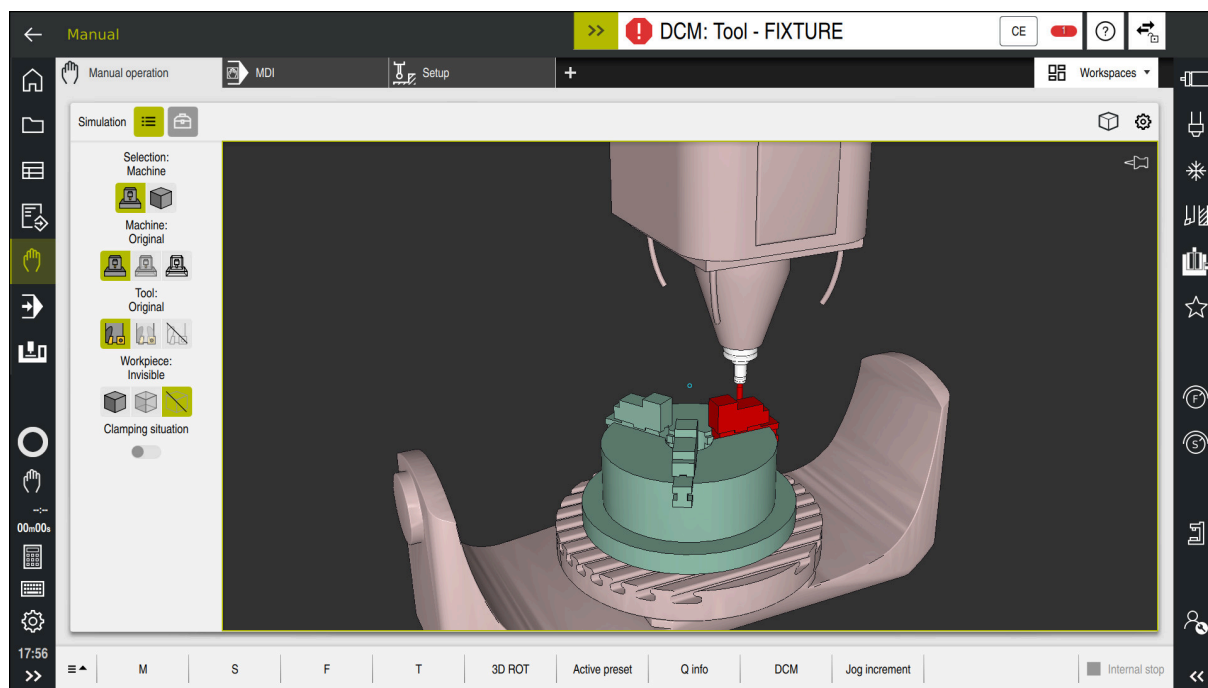 Manual
DCM: Tool - FIXTURE
CE
1
?
Manual operation
MDI
Setup
+
Workspaces
Simulation
Selection:
Machine
Machine:
Original
Tool:
Original
Workpiece:
Invisible
Clamping situation
F
S
-:-
00m00s
17:56
M
S
F
T
3D ROT
Active preset
Q info
DCM
Jog increment
Internal stop